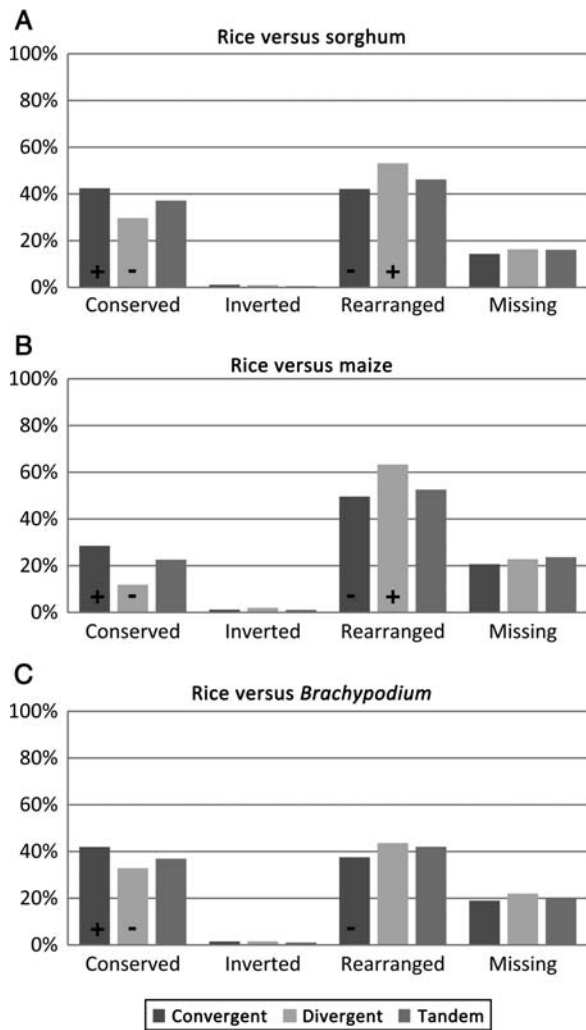 A
Rice versus sorghum
100%
80%
60%
40%
20%
0%
+ - - +
Conserved Inverted Rearranged Missing
B
Rice versus maize
100%
80%
60%
40%
20%
0%
+ - - +
Conserved Inverted Rearranged Missing
C
Rice versus Brachypodium
100%
80%
60%
40%
20%
0%
+ - -
Conserved Inverted Rearranged Missing
Convergent Divergent Tandem